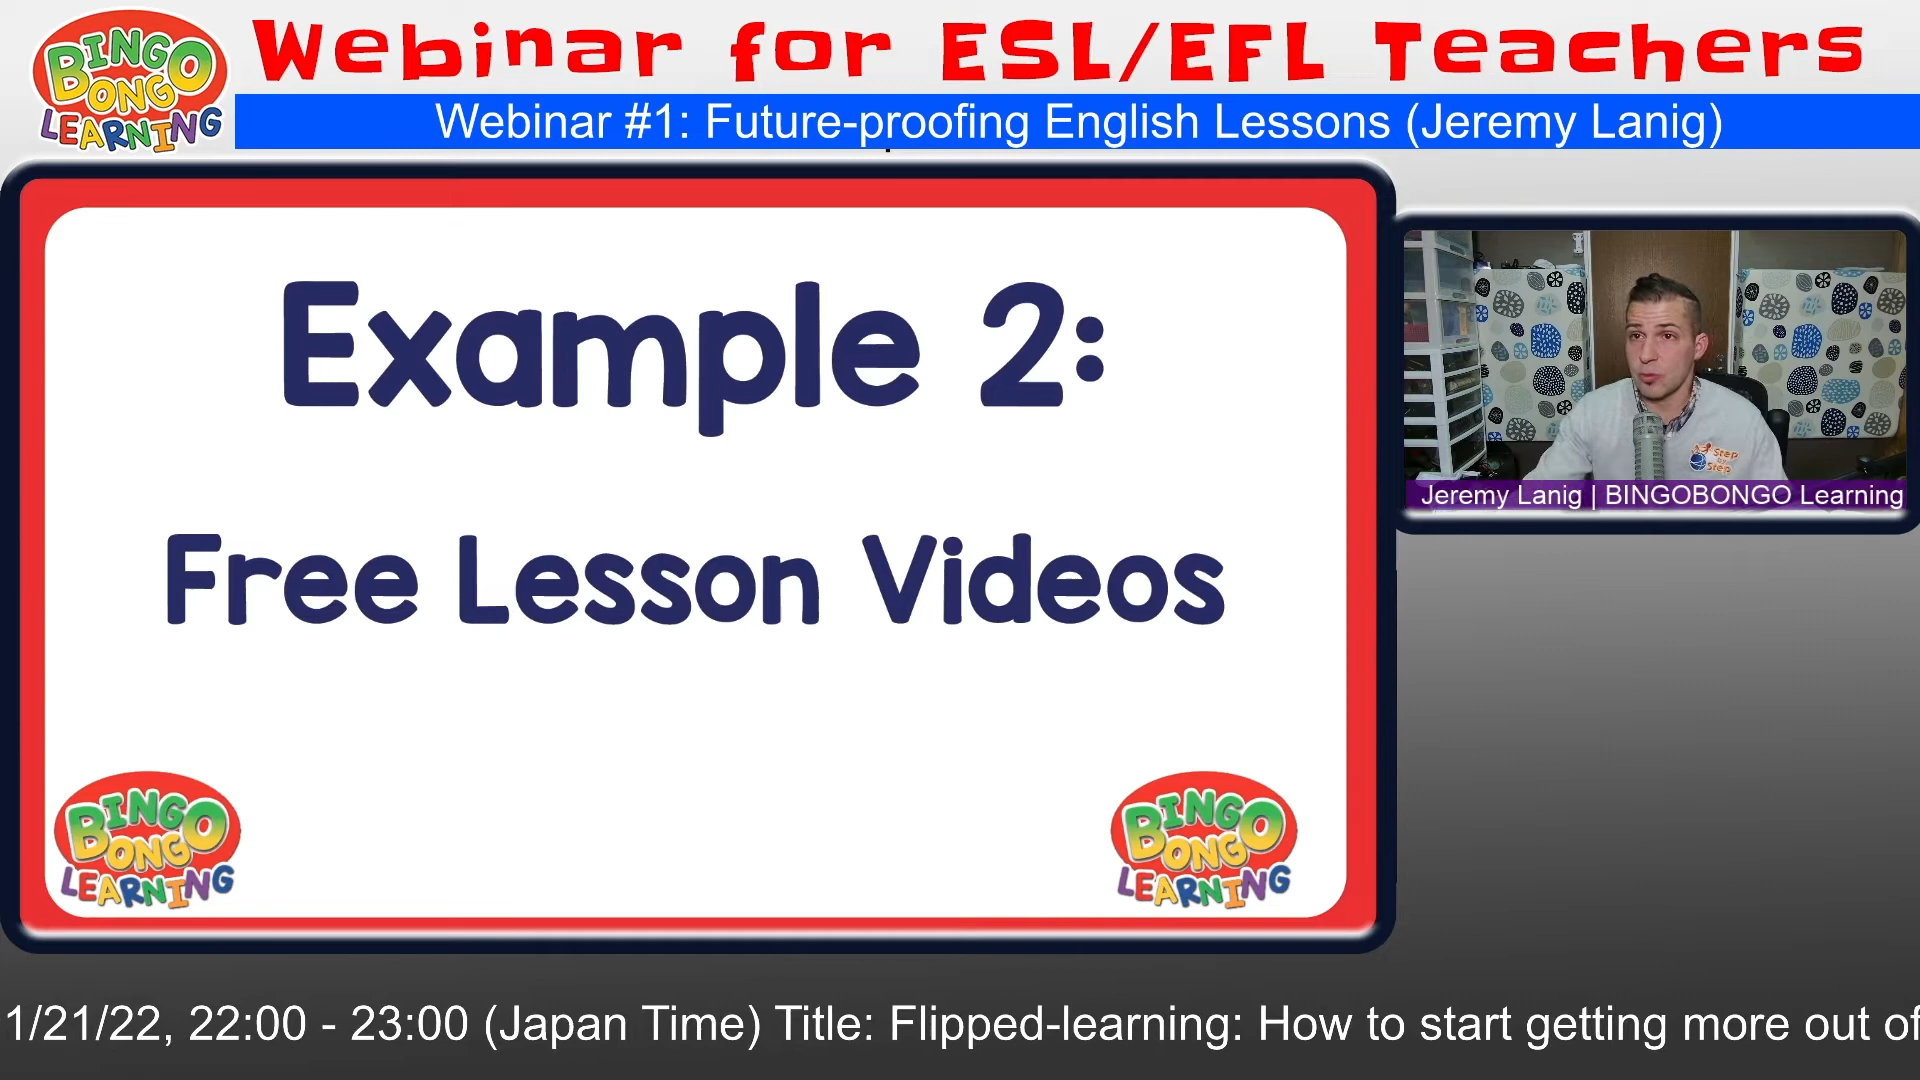 BINGO
BONGO
LEARNING
Webinar for ESL/EFL Teachers
Webinar #1: Future-proofing English Lessons (Jeremy Lanig)
Example 2:
Free Lesson Videos
Step
Step
Jeremy Lanig | BINGOBONGO Learning
BINGO
BONGO
LEARNING
BINGO
BONGO
LEARNING
1/21/22, 22:00 - 23:00 (Japan Time) Title: Flipped-learning: How to start getting more out of